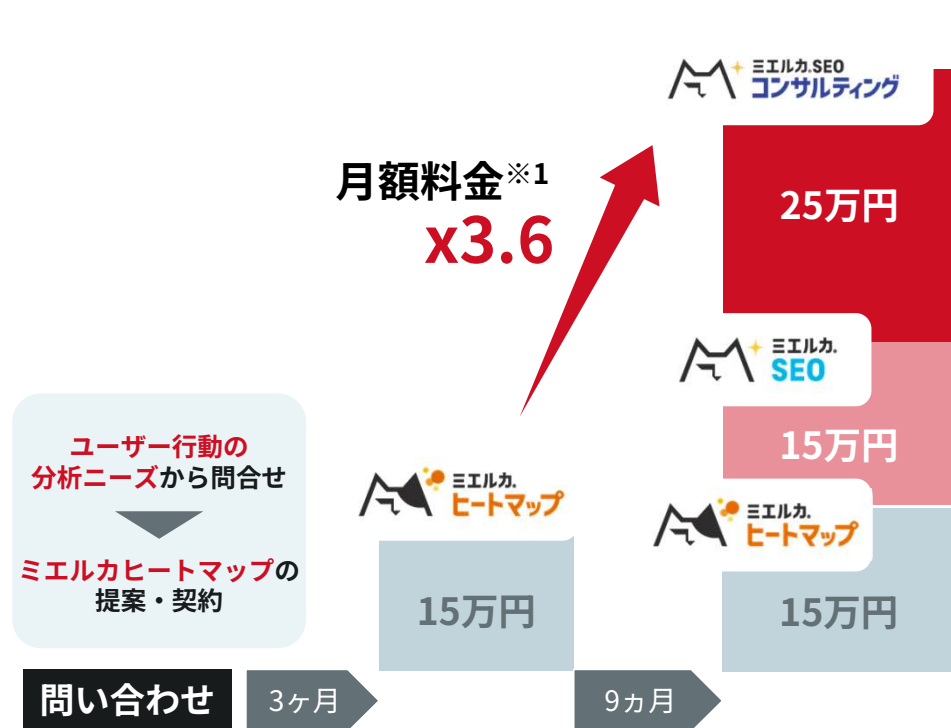 ミエルカ.SEO
コンサルティング
月額料金※1
x3.6
25万円
ミエルカ.
SEO
15万円
ユーザー行動の
分析ニーズから問合せ
ミエルカヒートマップの
提案・契約
ミエルカ.
ヒートマップ
15万円
ミエルカ.
ヒートマップ
15万円
問い合わせ
3ヶ月
9ヵ月